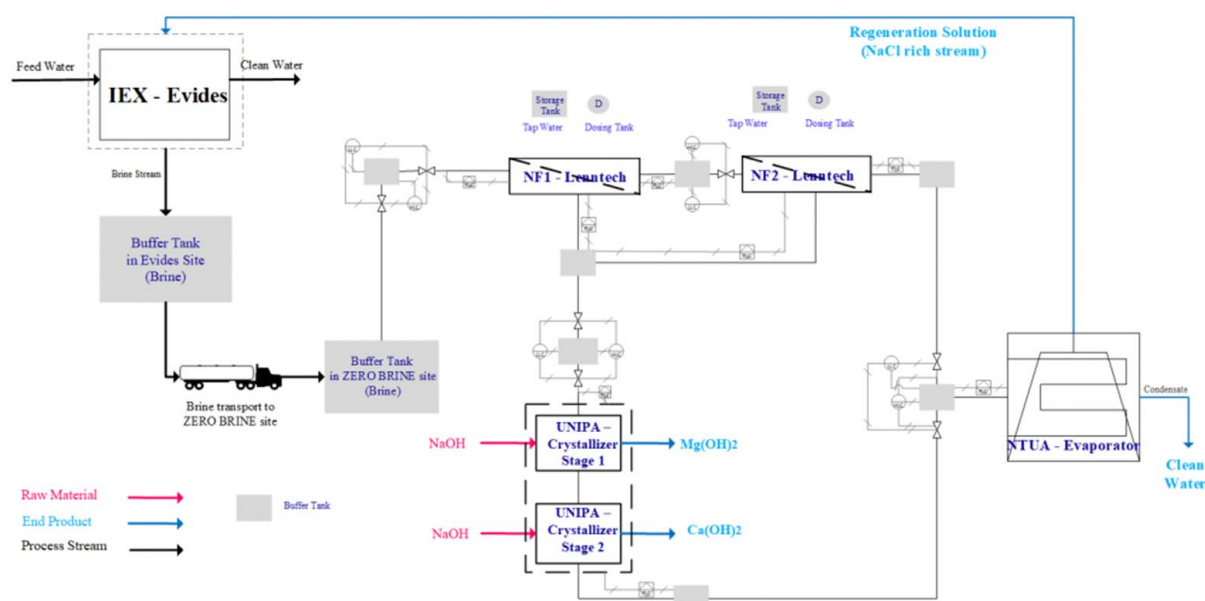 Regeneration Solution
(NaCl rich stream)
Feed Water
Clean Water
IEX - Evides
Brine Stream
Storage
Tank
D
Tap Water
Dosing Tank
Storage
Tank
D
Tap Water
Dosing Tank
NF1 - Lenntech
NF2 - Lenntech
Buffer Tank
in Evides Site
(Brine)
Buffer Tank
in ZERO BRINE site
(Brine)
Brine transport to
ZERO BRINE site
UNIPA –
Crystallizer
Stage 1
NaOH
Mg(OH)2
UNIPA –
Crystallizer
Stage 2
NaOH
Ca(OH)2
NTUA - Evaporator
Condensate
Clean
Water
Raw Material
End Product
Process Stream
Buffer Tank